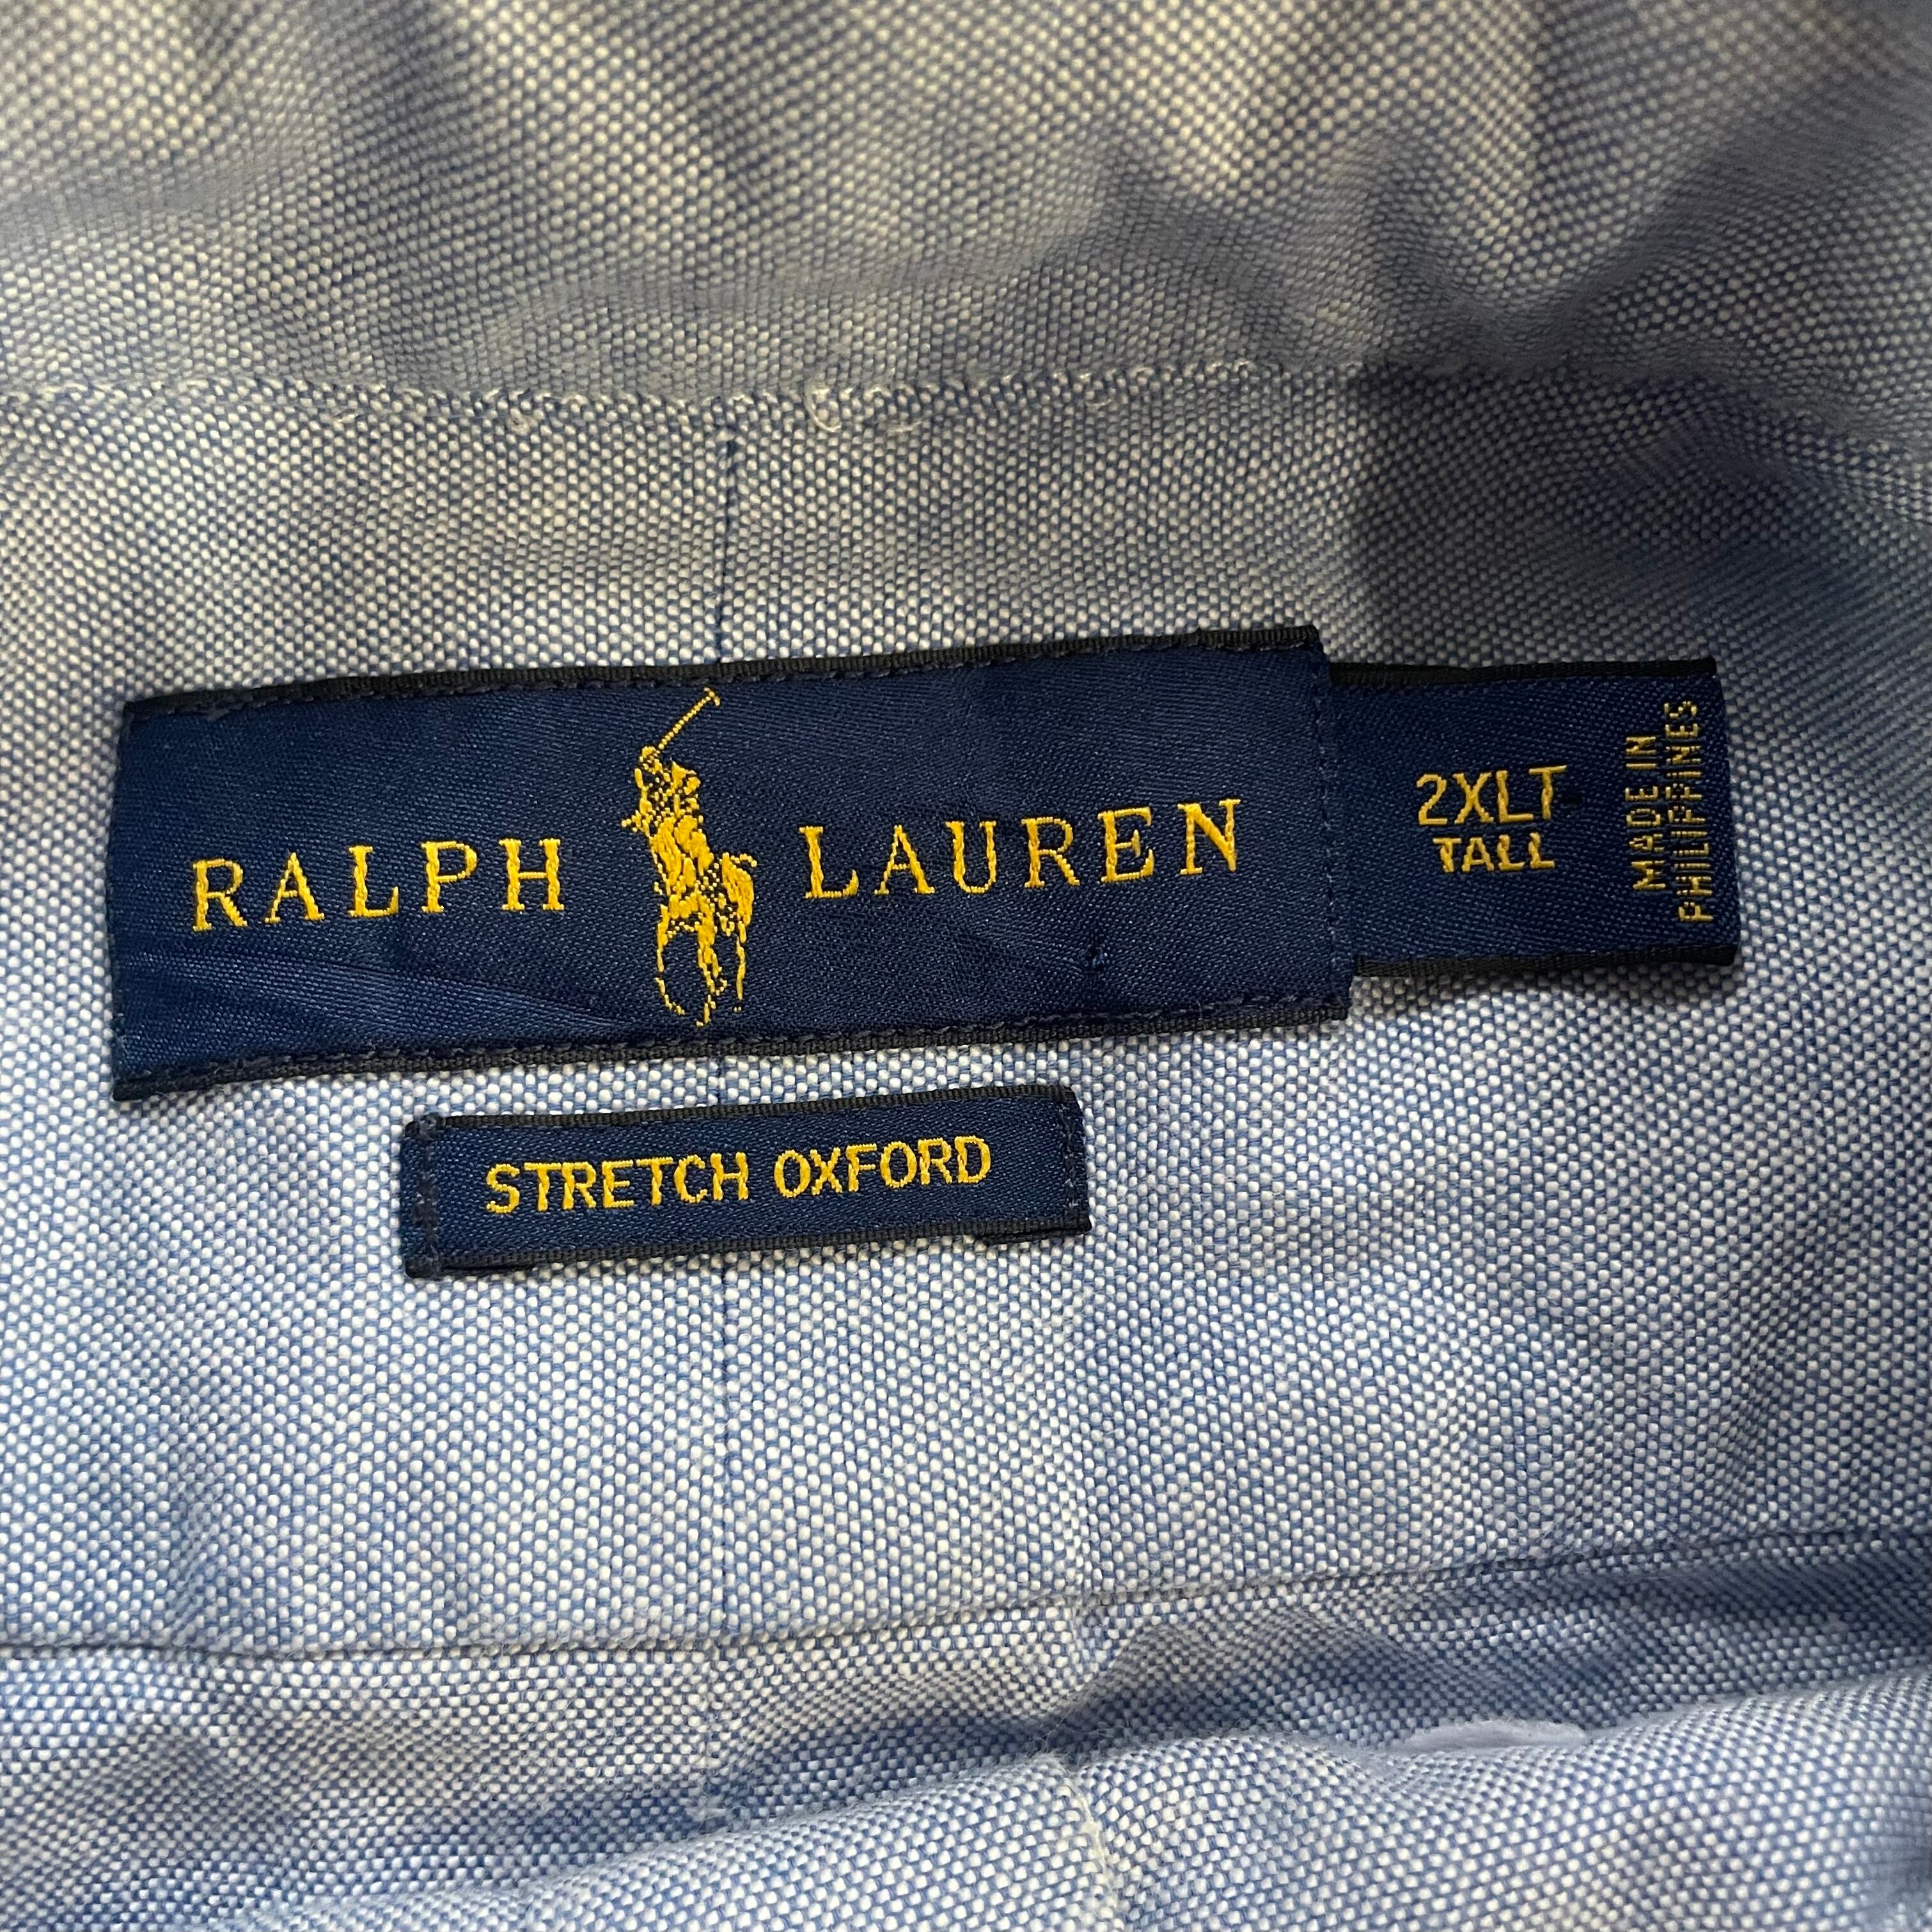 RALPH LAUREN
2XLT
TALL
MADE IN
PHILIPPINES
STRETCH OXFORD